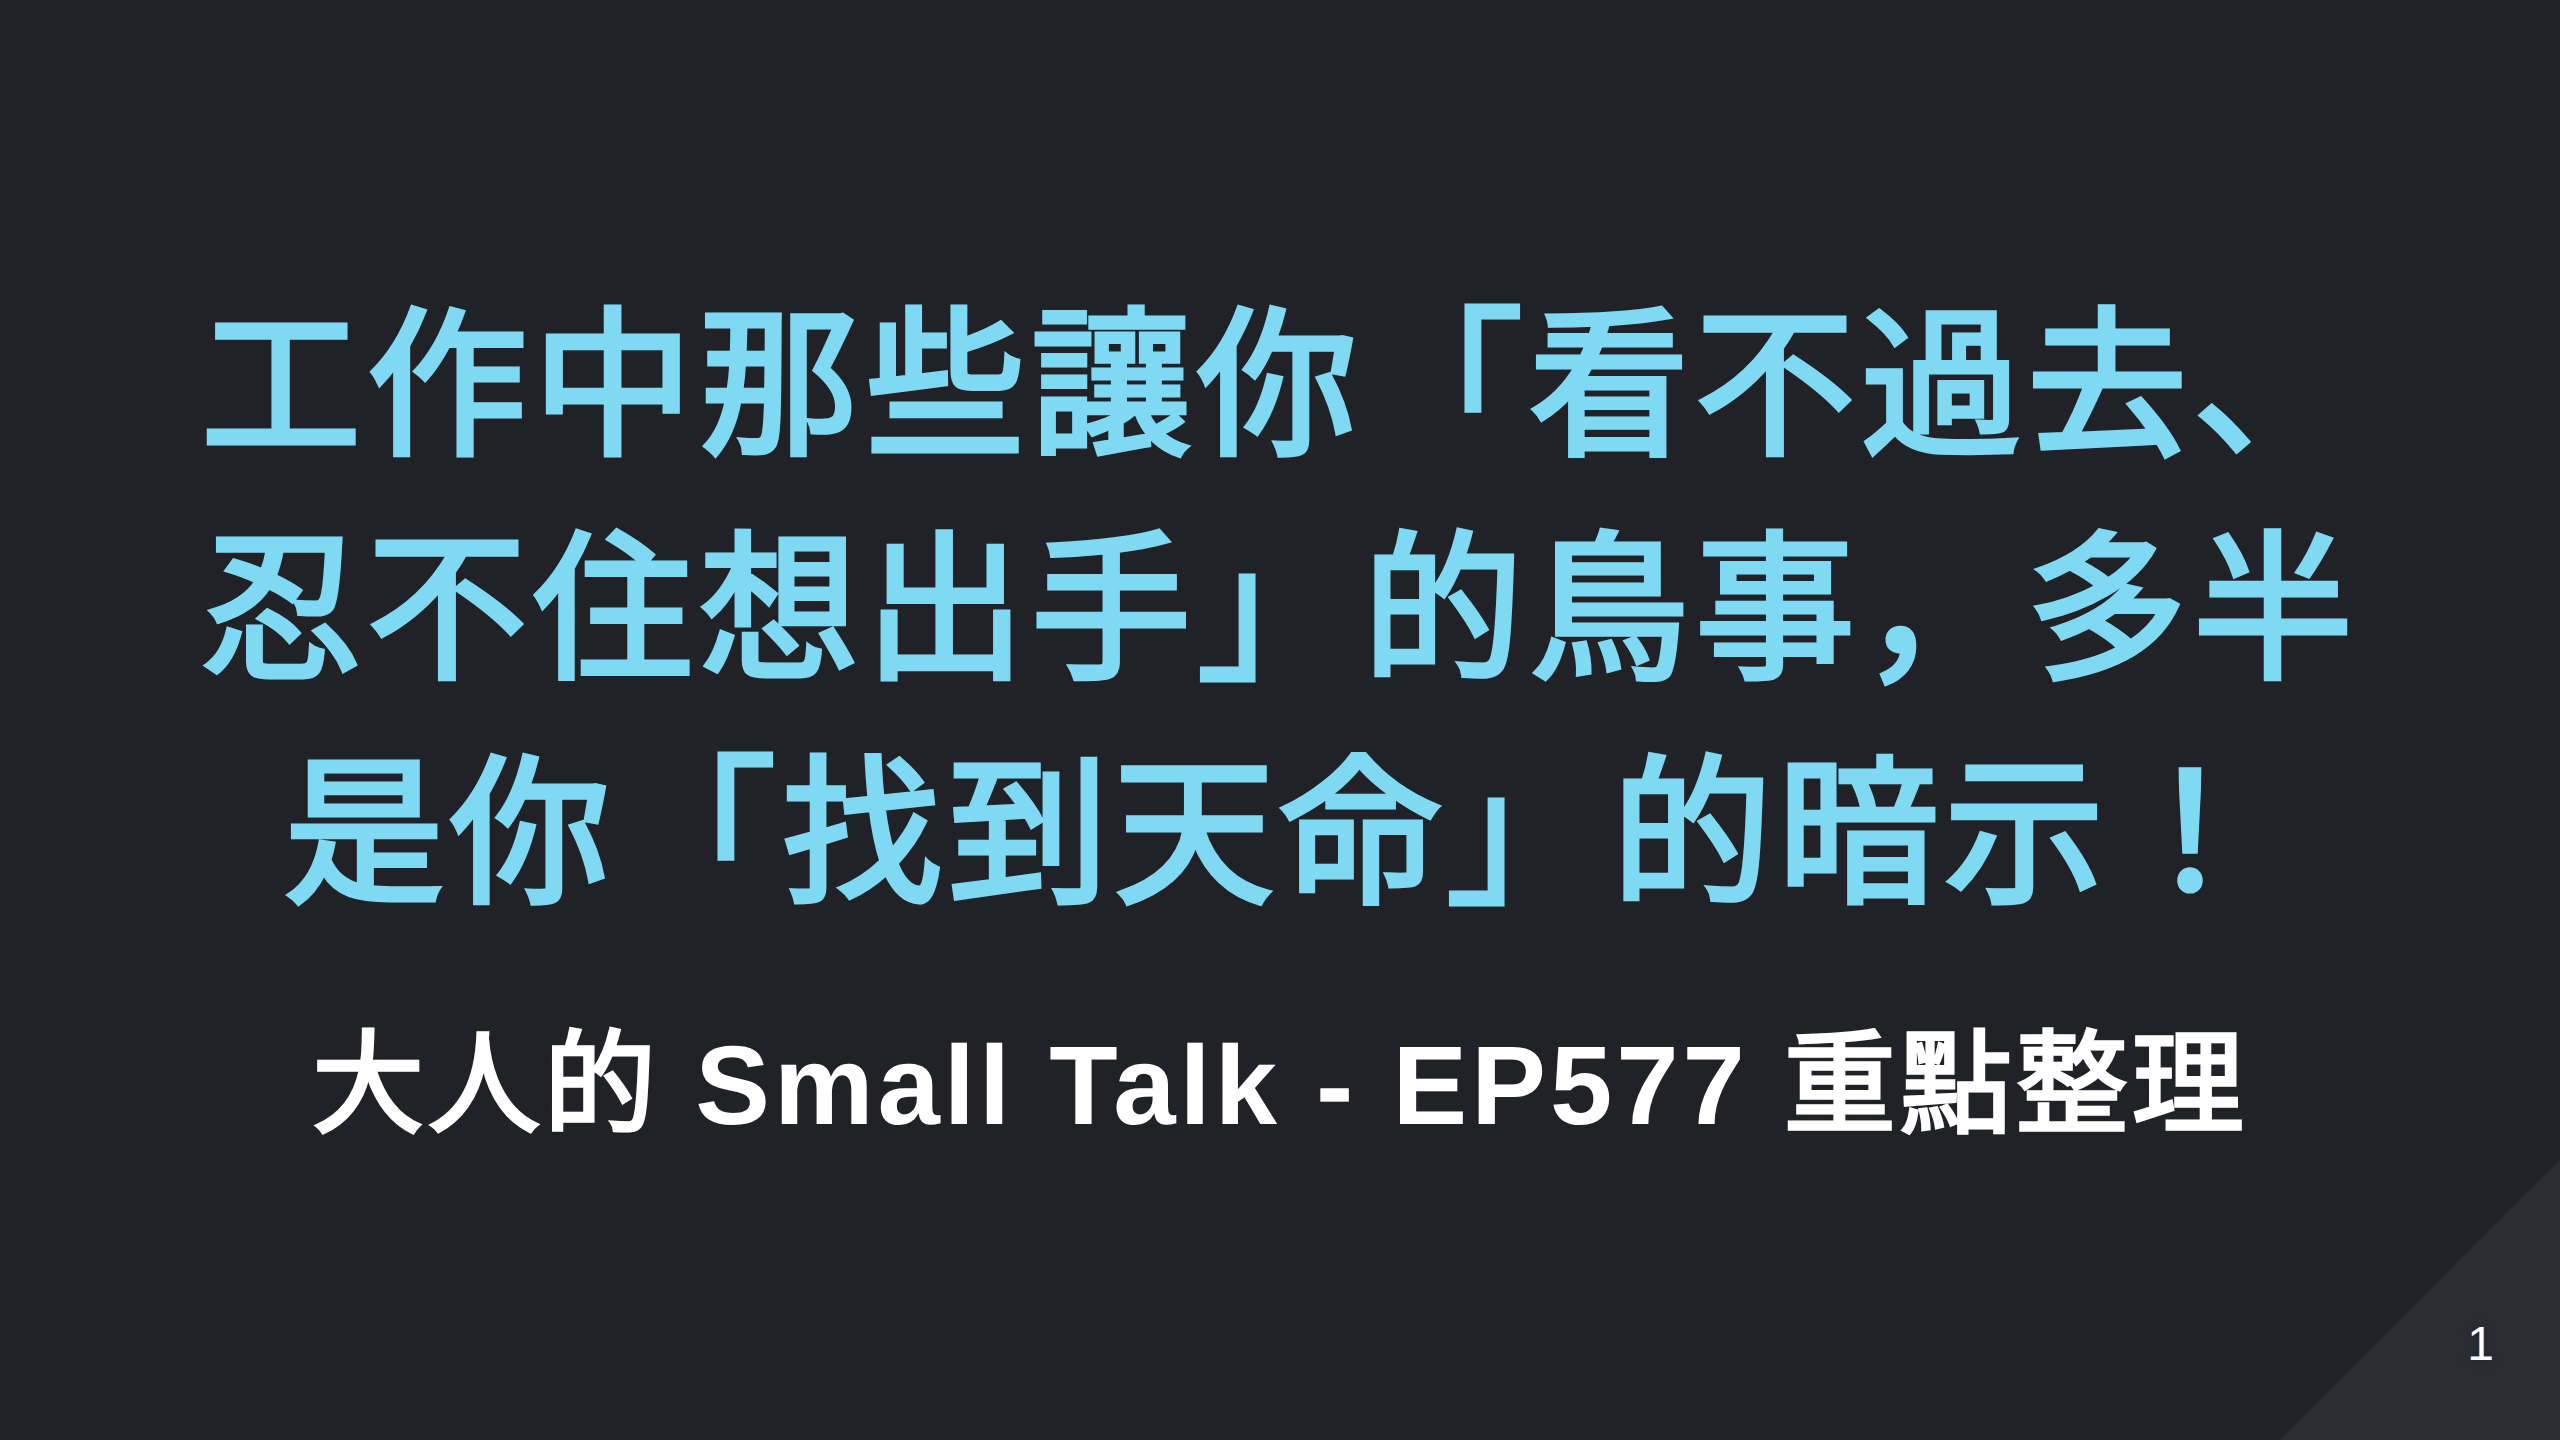 工作中那些讓你「看不過去、
忍不住想出手」的鳥事，多半
是你「找到天命」的暗示！
大人的 Small Talk - EP577 重點整理
1